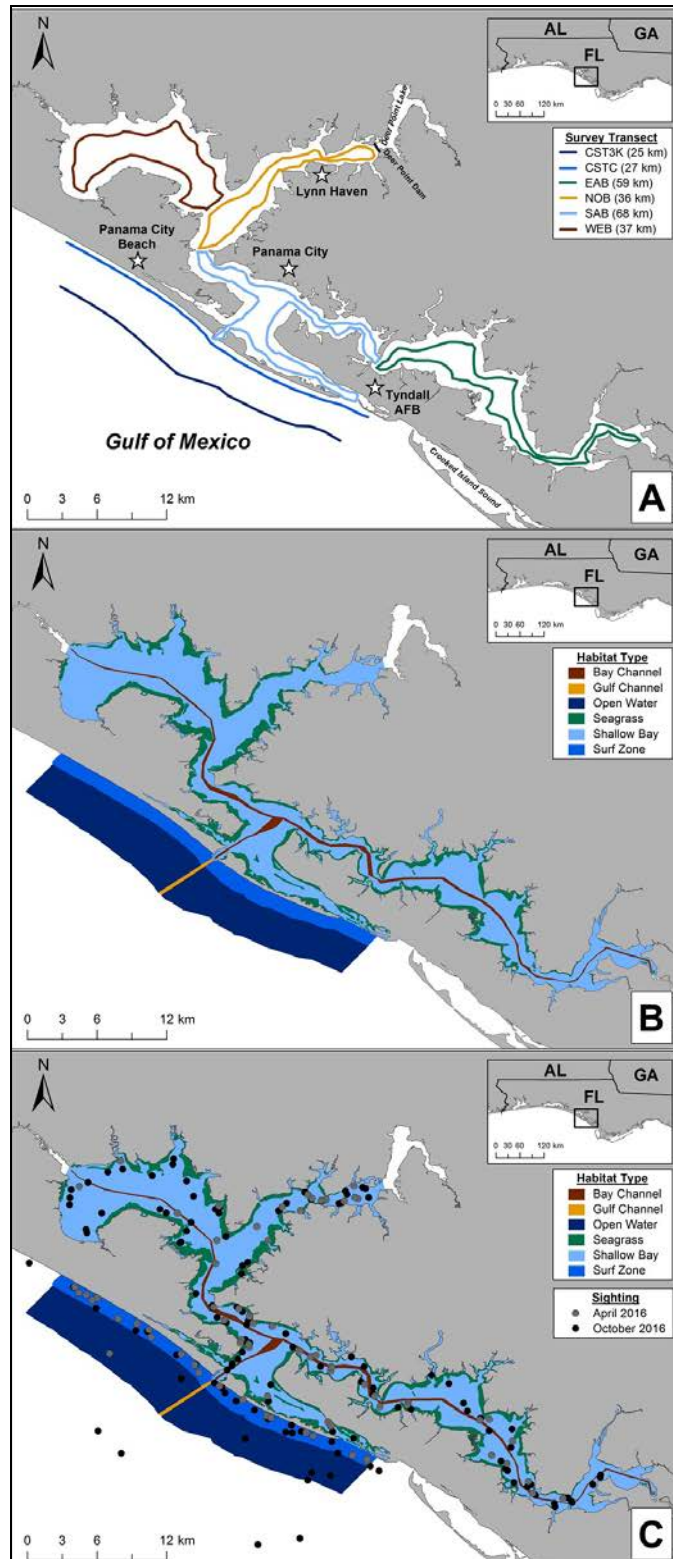 N
AL
GA
FL
0 30 60 120 km
Survey Transect
CST3K (25 km)
CSTC (27 km)
EAB (59 km)
NOB (36 km)
SAB (68 km)
WEB (37 km)
Deer Point Lake
Deer Point Dam
Lynn Haven
Panama City
Beach
Panama City
Tyndall
AFB
Gulf of Mexico
Crooked Island Sound
0 3 6 12 km
A
N
AL
GA
FL
0 30 60 120 km
Habitat Type
Bay Channel
Gulf Channel
Open Water
Seagrass
Shallow Bay
Surf Zone
0 3 6 12 km
B
N
AL
GA
FL
0 30 60 120 km
Habitat Type
Bay Channel
Gulf Channel
Open Water
Seagrass
Shallow Bay
Surf Zone
Sighting
April 2016
October 2016
0 3 6 12 km
C